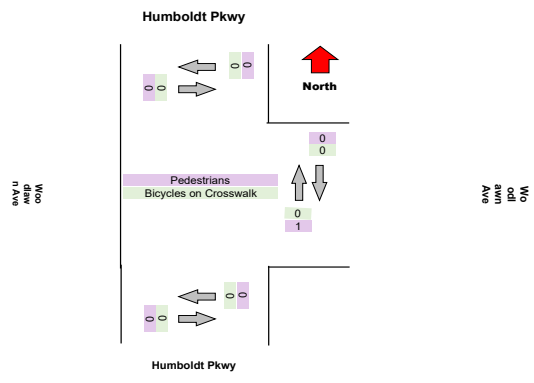 Humboldt Pkwy
0 0
0 0
North
0
0
Woo
dlaw
n Ave
Pedestrians
Bicycles on Crosswalk
Wo
odl
awn
Ave
0
1
0 0
0 0
Humboldt Pkwy